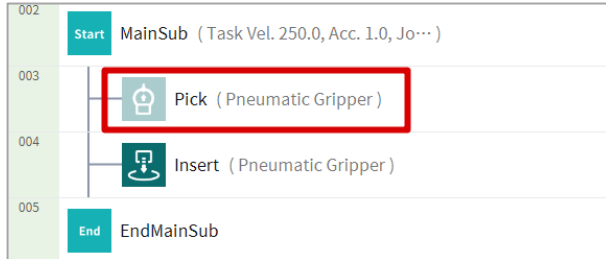 002
Start MainSub ( Task Vel. 250.0, Acc. 1.0, Jo··· )
003
Pick ( Pneumatic Gripper )
004
Insert ( Pneumatic Gripper )
005
End EndMainSub